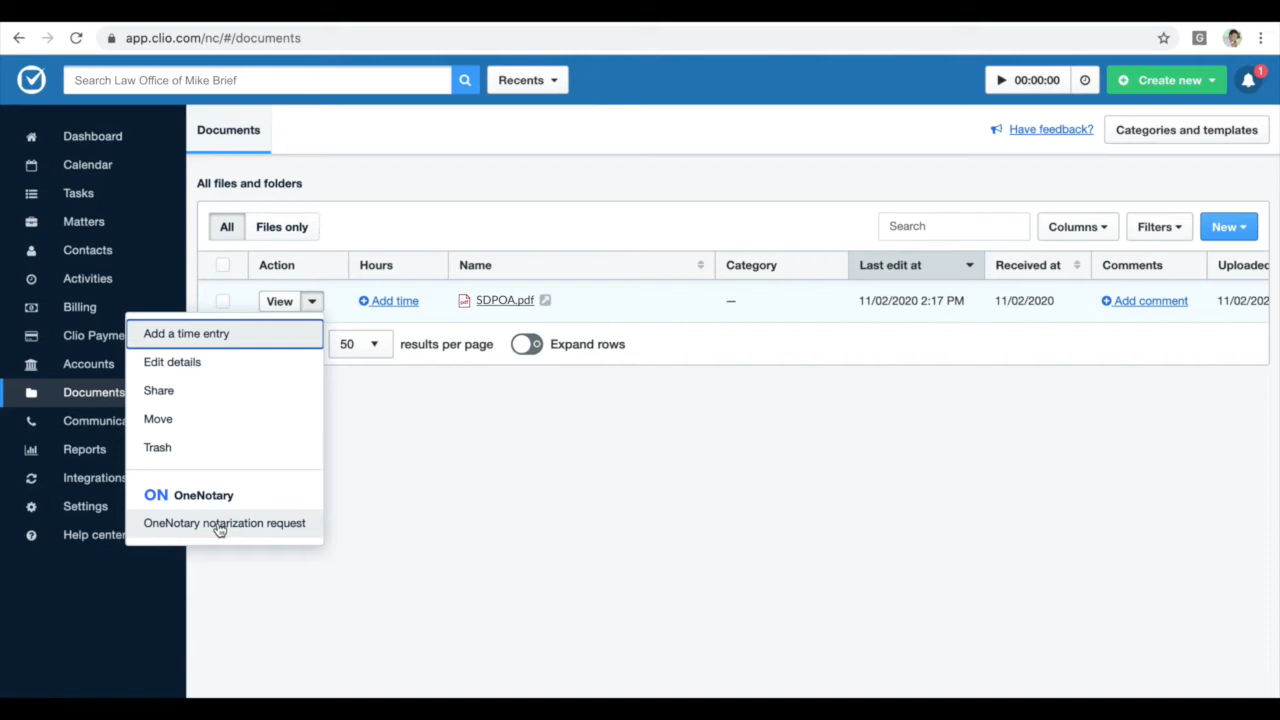 app.clio.com/nc/#/documents
G
Search Law Office of Mike Brief
Recents
00:00:00
Create new
1
Documents
Have feedback?
Categories and templates
Dashboard
Calendar
Tasks
Matters
Contacts
Activities
Billing
Clio Payme
Accounts
Documents
Communica
Reports
Integrations
Settings
Help center
All files and folders
All
Files only
Search
Columns
Filters
New
Action
Hours
Name
Category
Last edit at
Received at
Comments
Uploaded
View
Add time
SDPOA.pdf
—
11/02/2020 2:17 PM
11/02/2020
Add comment
11/02/202
50
results per page
Expand rows
Add a time entry
Edit details
Share
Move
Trash
ON OneNotary
OneNotary notarization request